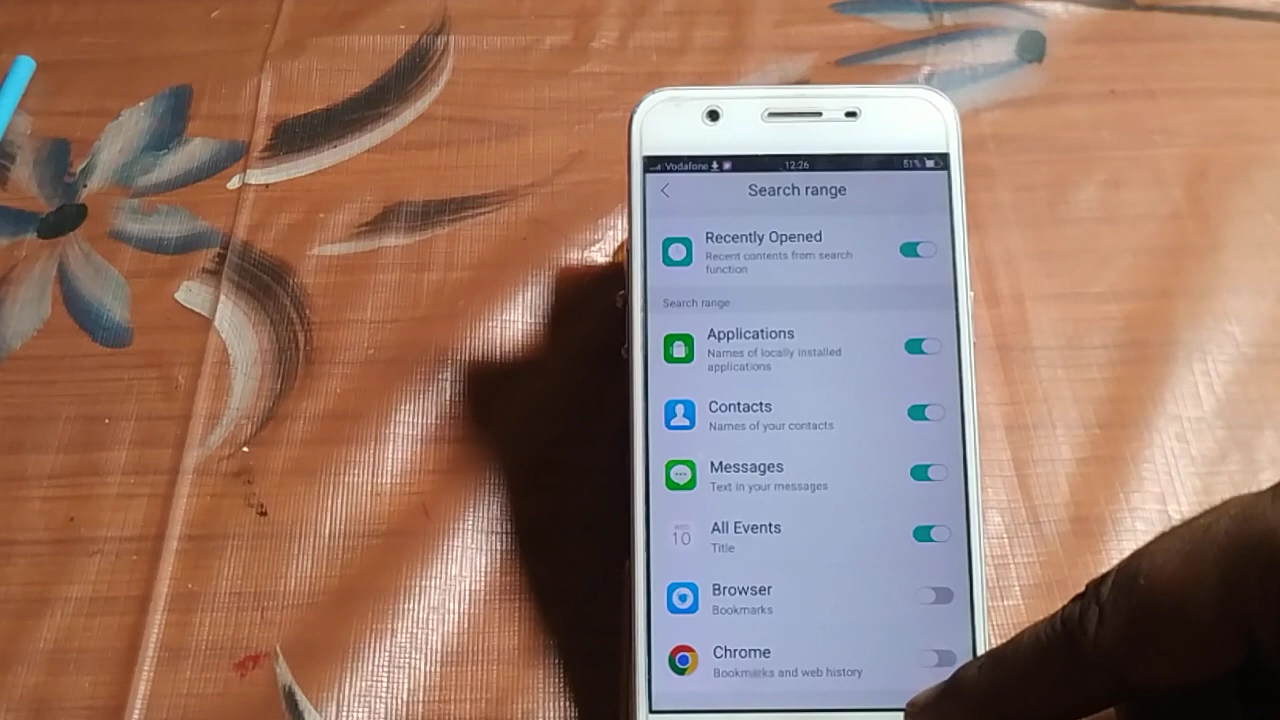 Vodafone 12:26 51%
Search range
Recently Opened
Recent contents from search
function
Search range
Applications
Names of locally installed
applications
Contacts
Names of your contacts
Messages
Text in your messages
All Events
WED
10
Title
Browser
Bookmarks
Chrome
Bookmarks and web history